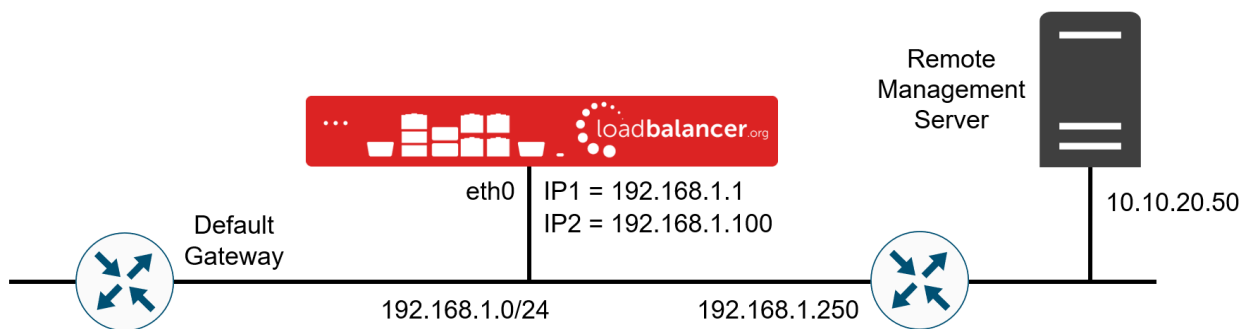 Remote
Management
Server
loadbalancer.org
eth0
IP1 = 192.168.1.1
IP2 = 192.168.1.100
10.10.20.50
Default
Gateway
192.168.1.0/24
192.168.1.250